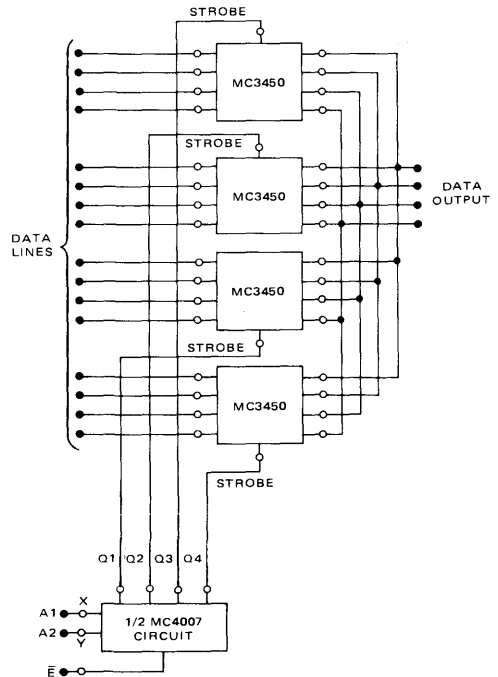 STROBE
MC3450
STROBE
MC3450
DATA
OUTPUT
DATA
LINES
MC3450
STROBE
MC3450
STROBE
Q1 Q2 Q3 Q4
A1 X
A2 Y
1/2 MC4007
CIRCUIT
E̅